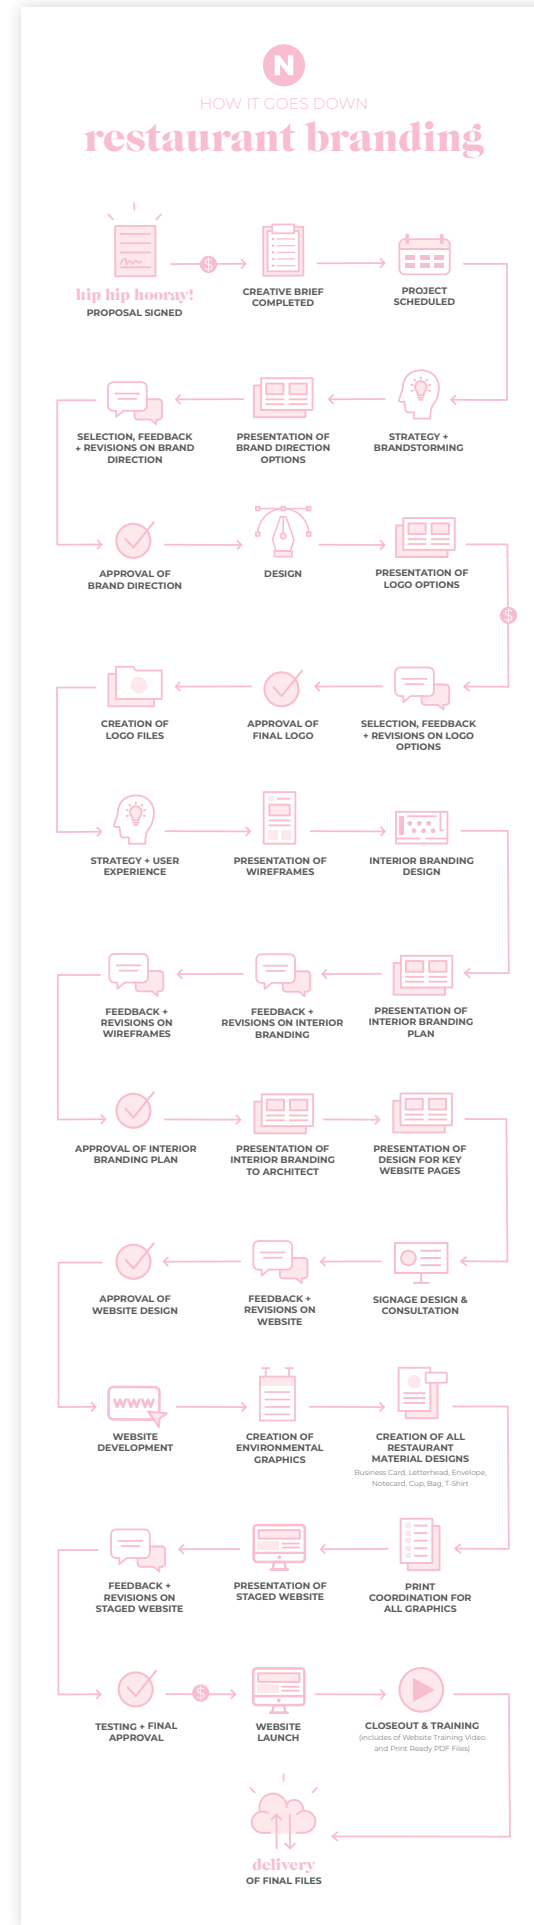 N
HOW IT GOES DOWN
restaurant branding
hip hip hooray!
PROPOSAL SIGNED
$
CREATIVE BRIEF
COMPLETED
PROJECT
SCHEDULED
STRATEGY +
BRANDSTORMING
PRESENTATION OF
BRAND DIRECTION
OPTIONS
SELECTION, FEEDBACK
+ REVISIONS ON BRAND
DIRECTION
APPROVAL OF
BRAND DIRECTION
DESIGN
PRESENTATION OF
LOGO OPTIONS
$
SELECTION, FEEDBACK
+ REVISIONS ON LOGO
OPTIONS
APPROVAL OF
FINAL LOGO
CREATION OF
LOGO FILES
STRATEGY + USER
EXPERIENCE
PRESENTATION OF
WIREFRAMES
INTERIOR BRANDING
DESIGN
PRESENTATION OF
INTERIOR BRANDING
PLAN
FEEDBACK +
REVISIONS ON INTERIOR
BRANDING
FEEDBACK +
REVISIONS ON
WIREFRAMES
APPROVAL OF INTERIOR
BRANDING PLAN
PRESENTATION OF
INTERIOR BRANDING
TO ARCHITECT
PRESENTATION OF
DESIGN FOR KEY
WEBSITE PAGES
SIGNAGE DESIGN &
CONSULTATION
FEEDBACK +
REVISIONS ON
WEBSITE
APPROVAL OF
WEBSITE DESIGN
WWW
WEBSITE
DEVELOPMENT
CREATION OF
ENVIRONMENTAL
GRAPHICS
CREATION OF ALL
RESTAURANT
MATERIAL DESIGNS
Business Card, Letterhead, Envelope,
Notecard, Cup, Bag, T-Shirt
PRINT
COORDINATION FOR
ALL GRAPHICS
PRESENTATION OF
STAGED WEBSITE
FEEDBACK +
REVISIONS ON
STAGED WEBSITE
TESTING + FINAL
APPROVAL
$
WEBSITE
LAUNCH
CLOSEOUT & TRAINING
(includes of Website Training Video
and Print Ready PDF Files)
delivery
OF FINAL FILES